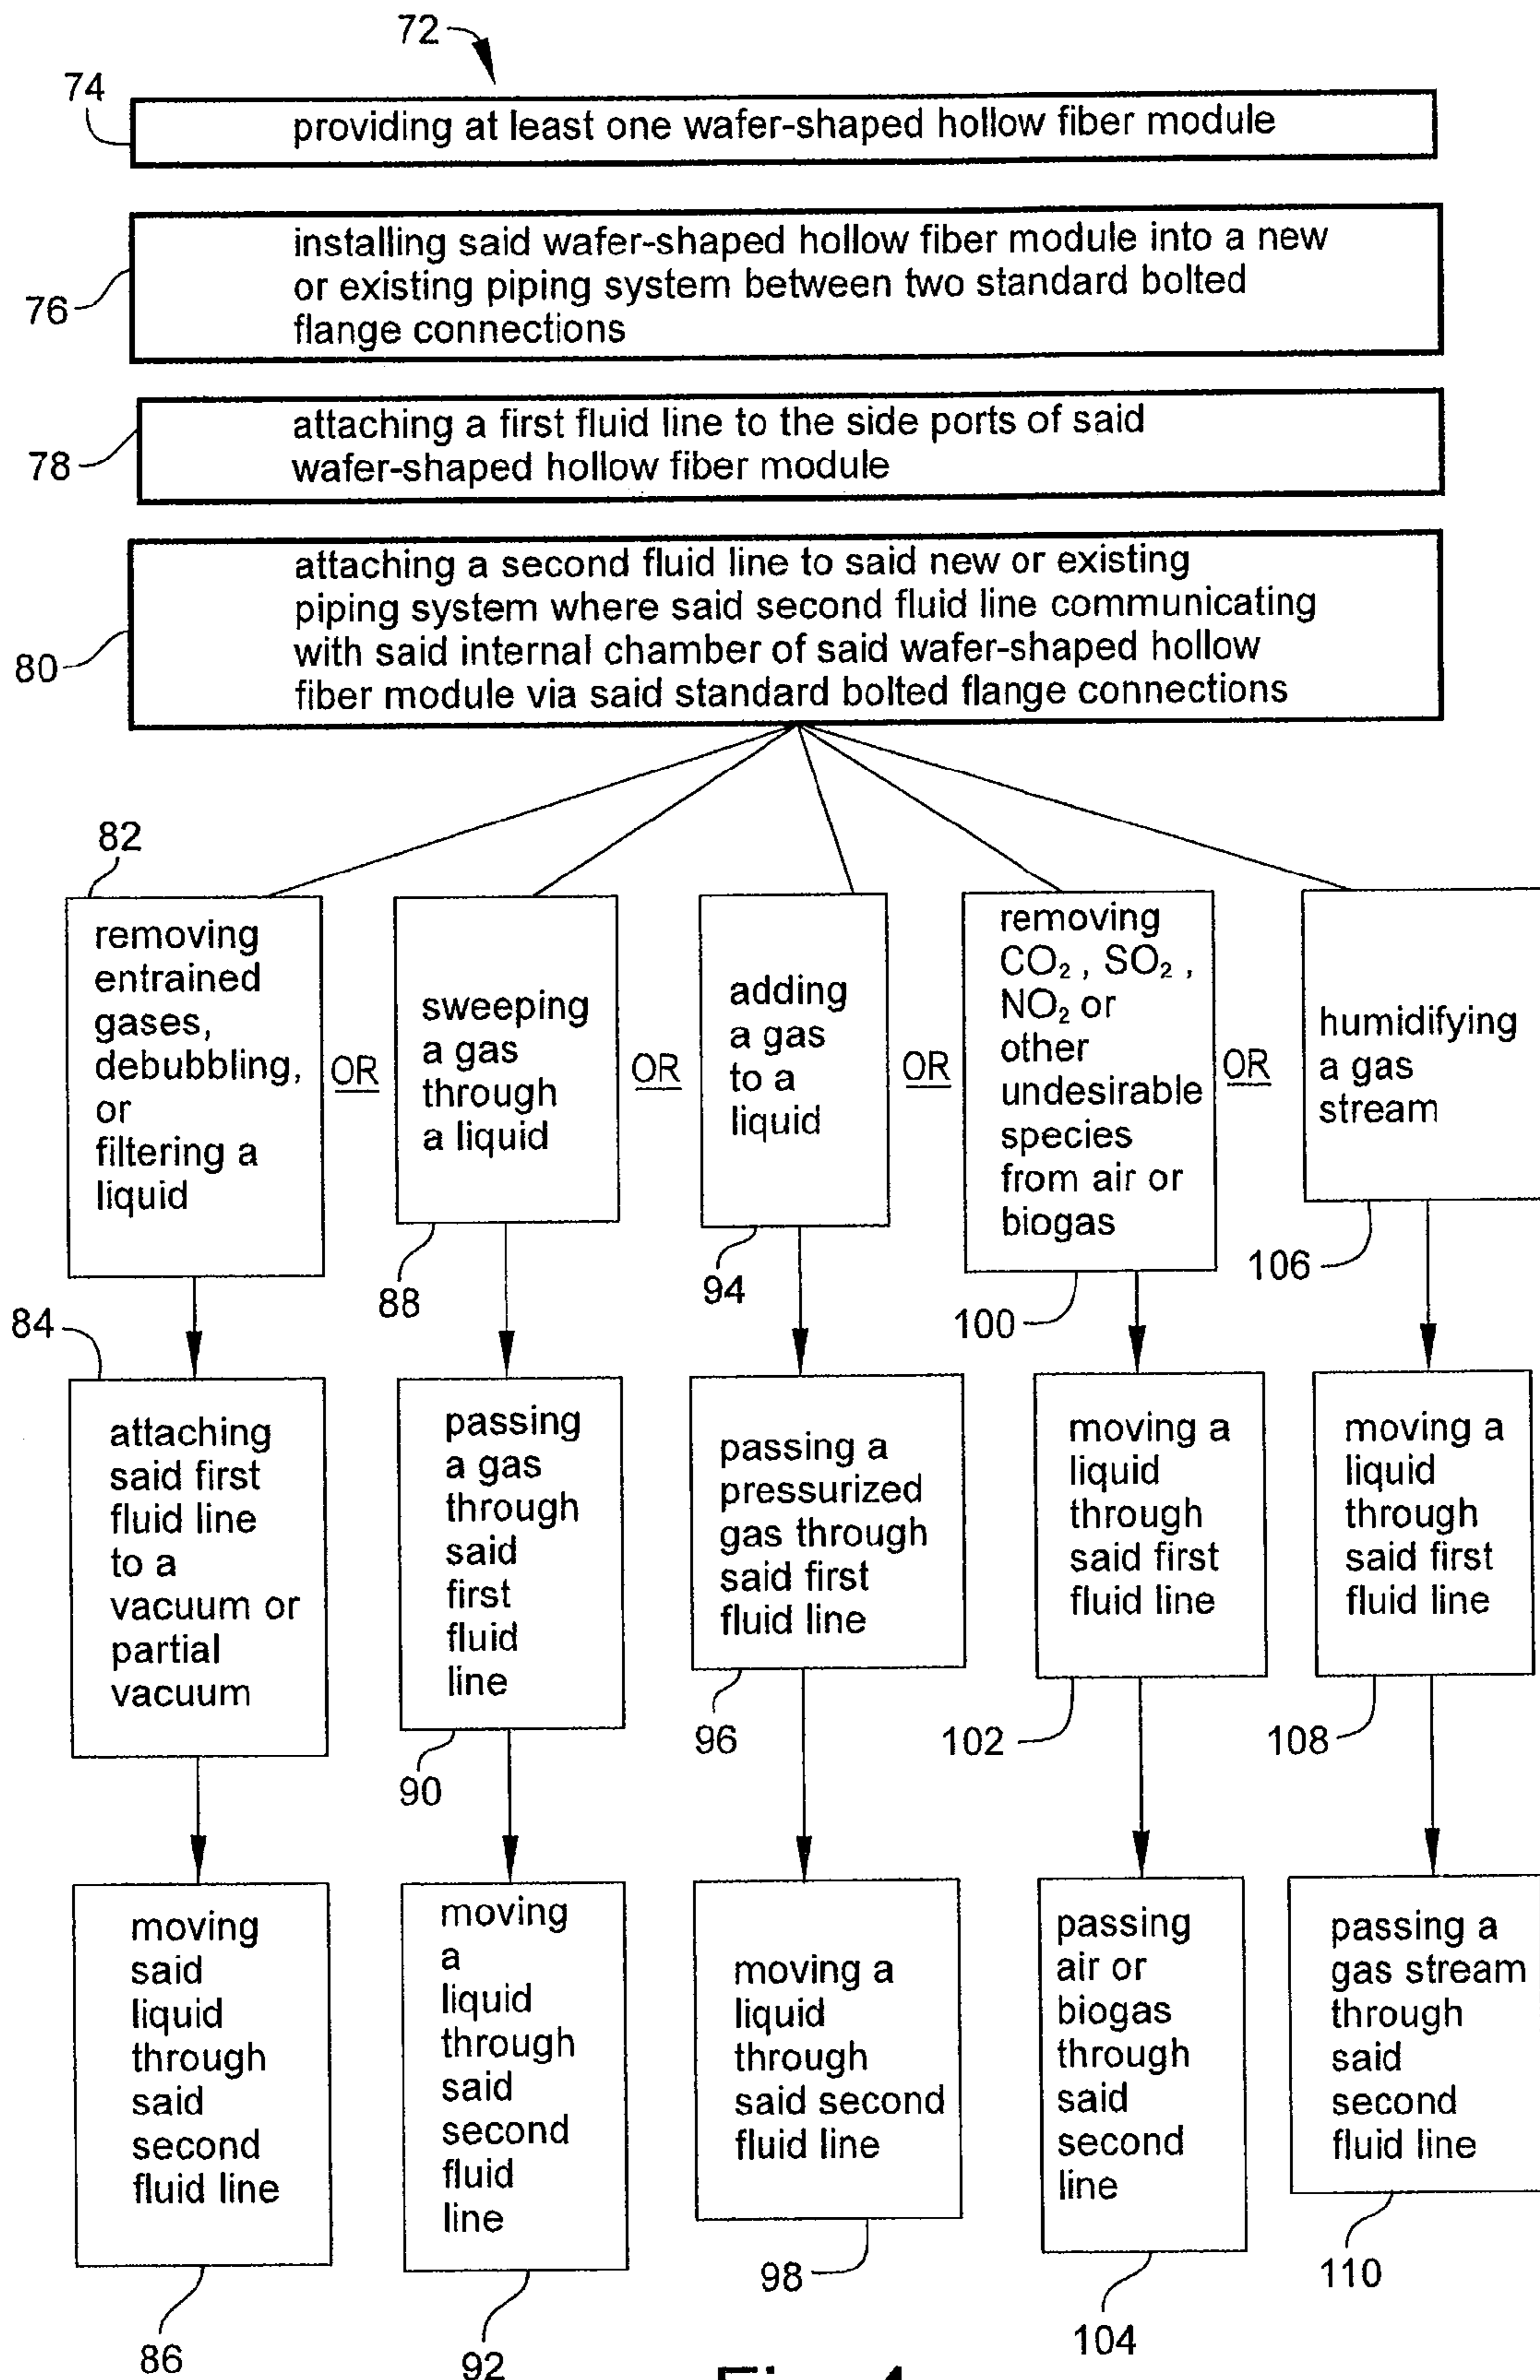 72
74
providing at least one wafer-shaped hollow fiber module
76
installing said wafer-shaped hollow fiber module into a new
or existing piping system between two standard bolted
flange connections
78
attaching a first fluid line to the side ports of said
wafer-shaped hollow fiber module
80
attaching a second fluid line to said new or existing
piping system where said second fluid line communicating
with said internal chamber of said wafer-shaped hollow
fiber module via said standard bolted flange connections
82
removing
entrained
gases,
debubbling,
or
filtering a
liquid
OR
sweeping
a gas
through
a liquid
88
OR
adding
a gas
to a
liquid
94
OR
removing
CO₂ , SO₂ ,
NO₂ or
other
undesirable
species
from air or
biogas
100
OR
humidifying
a gas
stream
106
84
attaching
said first
fluid line
to a
vacuum or
partial
vacuum
passing
a gas
through
said
first
fluid
line
90
passing a
pressurized
gas through
said first
fluid line
96
moving a
liquid
through
said first
fluid line
102
moving a
liquid
through
said first
fluid line
108
moving
said
liquid
through
said
second
fluid line
86
moving
a
liquid
through
said
second
fluid
line
92
moving a
liquid
through
said second
fluid line
98
passing
air or
biogas
through
said
second
line
104
passing a
gas stream
through
said
second
fluid line
110